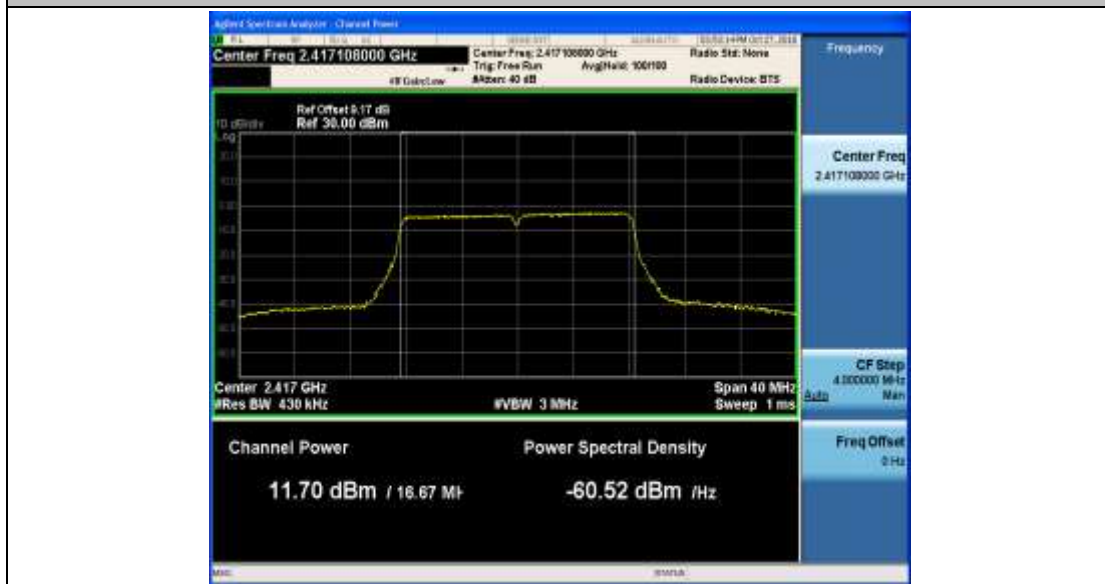 Agilent Spectrum Analyzer - Channel Power
Center Freq 2.417108000 GHz
Center Freq: 2.417108000 GHz
Radio Std: None
Trig: Free Run
Avg|Hold: 100/100
#IFGain:Low
#Atten: 40 dB
Radio Device: BTS
Frequency
Ref Offset 9.17 dB
10 dB/div
Ref 30.00 dBm
Log
Center Freq
2.417108000 GHz
Center 2.417 GHz
Span 40 MHz
#Res BW 430 kHz
#VBW 3 MHz
Sweep 1 ms
CF Step
4.000000 MHz
Auto
Man
Freq Offset
0 Hz
Channel Power
Power Spectral Density
11.70 dBm / 16.67 MH
-60.52 dBm /Hz
MSG
STATUS